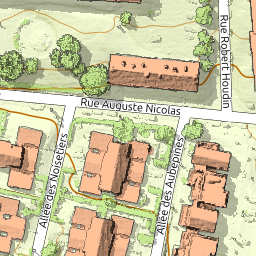 Rue Robert Houdin
Rue Auguste Nicolas
Allée des Noisetiers
Allée des Aubépines